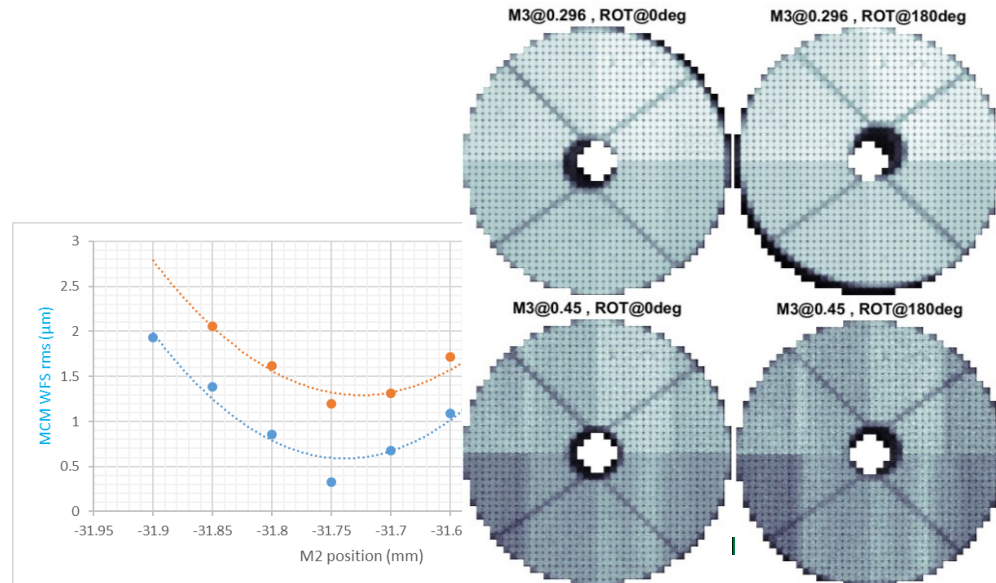 M3@0.296 , ROT@0deg
M3@0.296 , ROT@180deg
M3@0.45 , ROT@0deg
M3@0.45 , ROT@180deg
MCM WFS rms (µm)
3
2.5
2
1.5
1
0.5
0
-31.95
-31.9
-31.85
-31.8
-31.75
-31.7
-31.6
M2 position (mm)